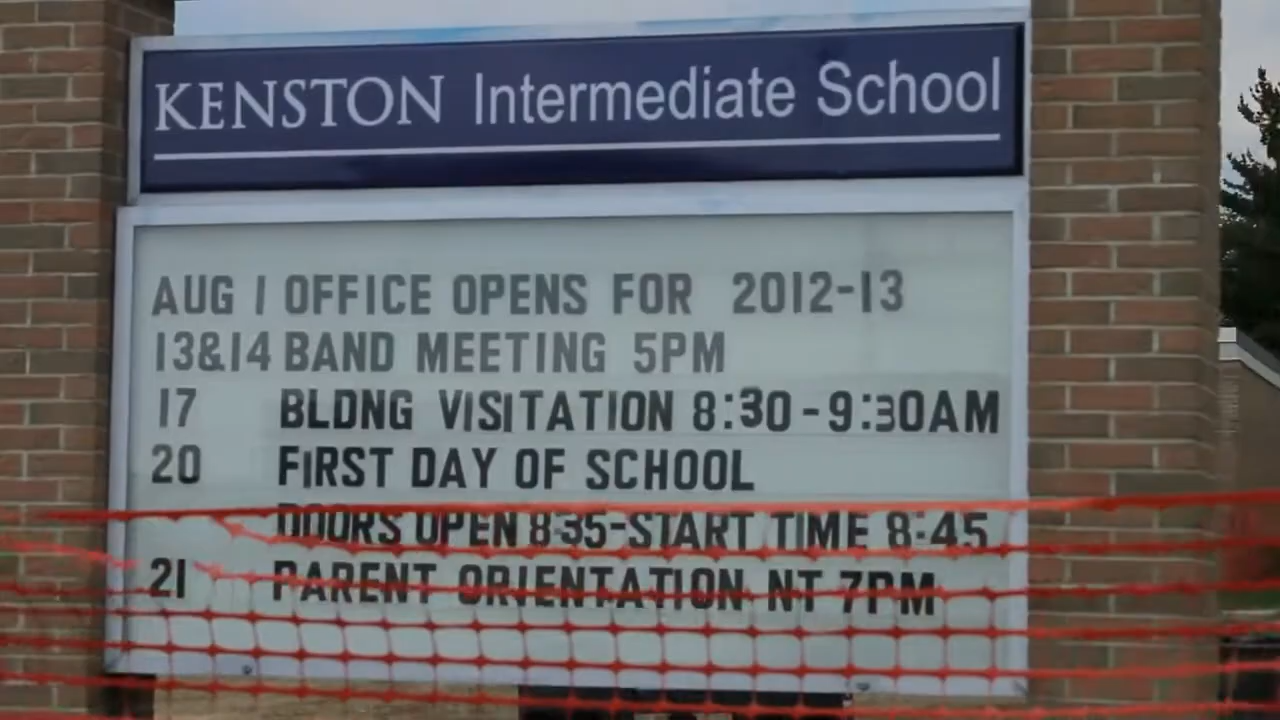 KENSTON Intermediate School
AUG 1 OFFICE OPENS FOR 2012-13
13&14 BAND MEETING 5PM
17 BLDNG VISITATION 8:30-9:30AM
20 FIRST DAY OF SCHOOL
DOORS OPEN 8:35-START TIME 8:45
21 PARENT ORIENTATION NT 7PM